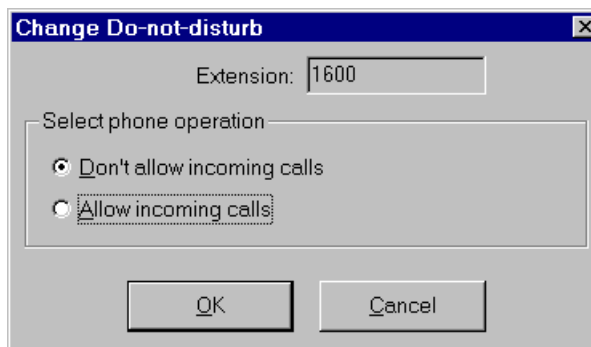 Change Do-not-disturb
Extension: 1600
Select phone operation
Don't allow incoming calls
Allow incoming calls
OK Cancel